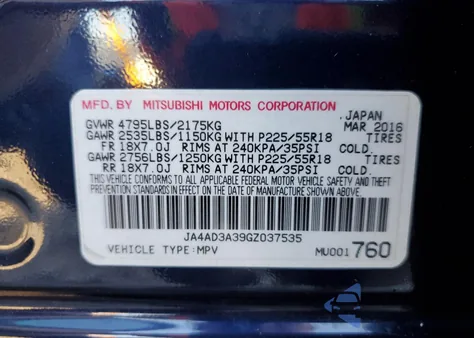 MFD. BY MITSUBISHI MOTORS CORPORATION
JAPAN
GVWR 4795LBS/2175KG MAR 2016
GAWR 2535LBS/1150KG WITH P225/55R18 TIRES
FR 18X7.0J RIMS AT 240KPA/35PSI COLD.
GAWR 2756LBS/1250KG WITH P225/55R18 TIRES
RR 18X7.0J RIMS AT 240KPA/35PSI COLD.
THIS VEHICLE CONFORMS TO ALL APPLICABLE FEDERAL MOTOR VEHICLE SAFETY AND THEFT
PREVENTION STANDARDS IN EFFECT ON THE DATE OF MANUFACTURE SHOWN ABOVE.
JA4AD3A39GZ037535
VEHICLE TYPE:MPV MU001760